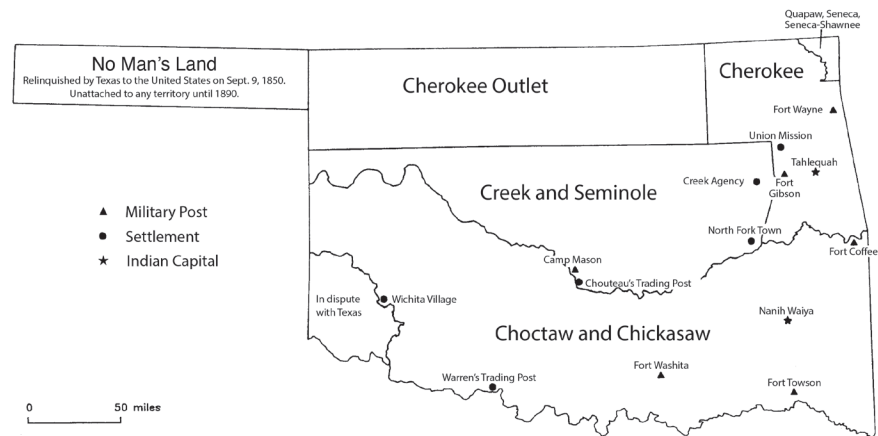 Quapaw, Seneca,
Seneca-Shawnee
No Man's Land
Relinquished by Texas to the United States on Sept. 9, 1850.
Unattached to any territory until 1890.
Cherokee Outlet
Cherokee
Fort Wayne
Union Mission
Tahlequah
Creek Agency
Fort
Gibson
Creek and Seminole
Military Post
Settlement
Indian Capital
North Fork Town
Fort Coffee
Camp Mason
Chouteau's Trading Post
In dispute
with Texas
Wichita Village
Nanih Waiya
Choctaw and Chickasaw
Fort Washita
Warren's Trading Post
Fort Towson
0 50 miles